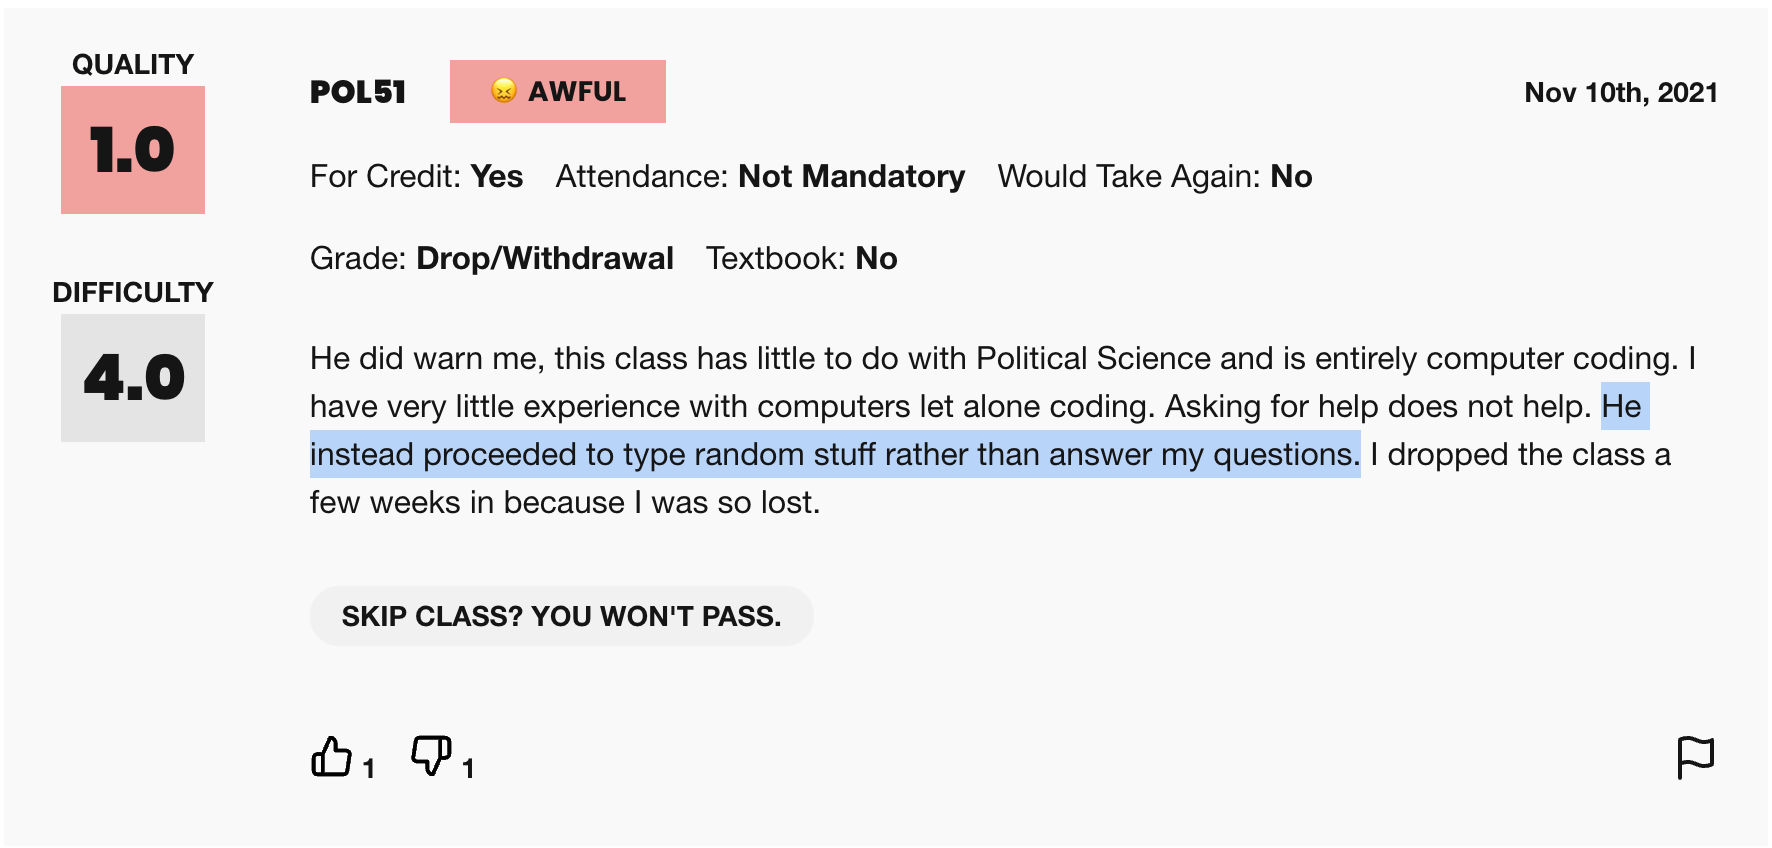 QUALITY
1.0
DIFFICULTY
4.0
POL51
😖 AWFUL
Nov 10th, 2021
For Credit: Yes Attendance: Not Mandatory Would Take Again: No
Grade: Drop/Withdrawal Textbook: No
He did warn me, this class has little to do with Political Science and is entirely computer coding. I
have very little experience with computers let alone coding. Asking for help does not help. He
instead proceeded to type random stuff rather than answer my questions. I dropped the class a
few weeks in because I was so lost.
SKIP CLASS? YOU WON'T PASS.
1 1